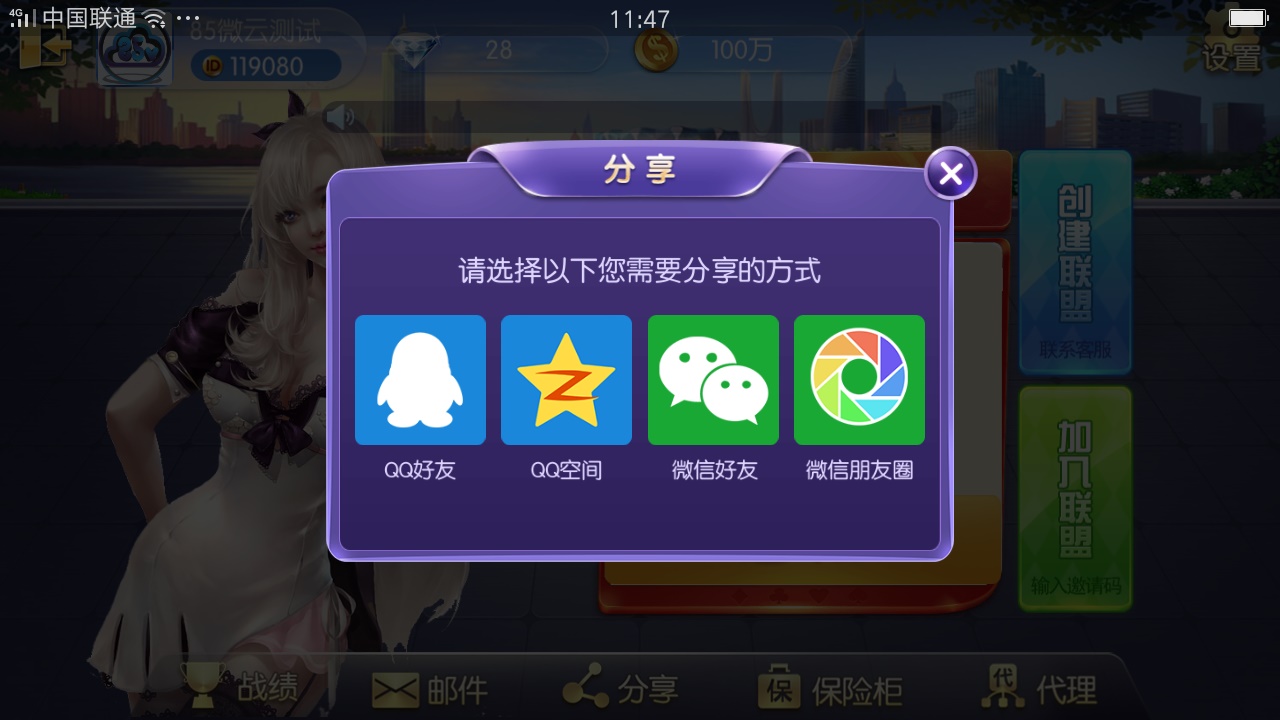 4G 中国联通 11:47
85微云测试
ID 119080
28
100万
设置
分享
请选择以下您需要分享的方式
QQ好友
QQ空间
微信好友
微信朋友圈
创建联盟
联系客服
加入联盟
输入邀请码
战绩
邮件
分享
保 保险柜
代 代理